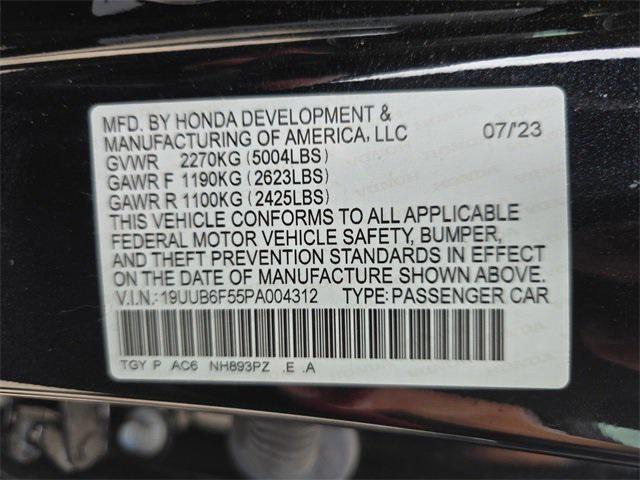 MFD. BY HONDA DEVELOPMENT &
MANUFACTURING OF AMERICA, LLC 07/'23
GVWR 2270KG (5004LBS)
GAWR F 1190KG (2623LBS)
GAWR R 1100KG (2425LBS)
THIS VEHICLE CONFORMS TO ALL APPLICABLE
FEDERAL MOTOR VEHICLE SAFETY, BUMPER,
AND THEFT PREVENTION STANDARDS IN EFFECT
ON THE DATE OF MANUFACTURE SHOWN ABOVE.
V.I.N.: 19UUB6F55PA004312 TYPE: PASSENGER CAR
TGY P AC6 NH893PZ .E .A